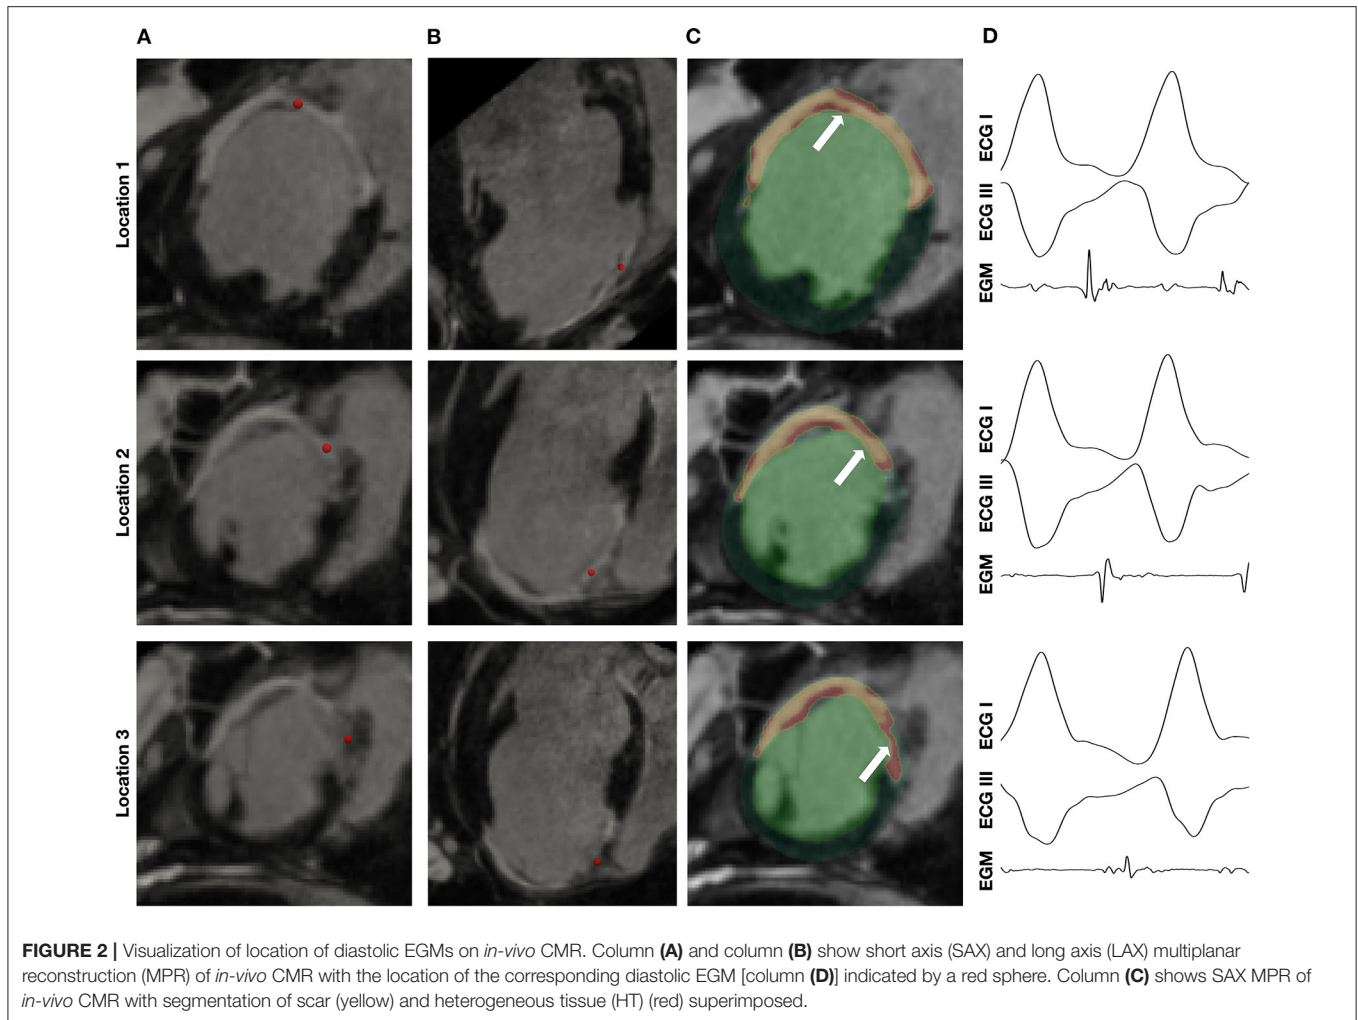 A B C D
Location 1
ECG I
ECG III
EGM
Location 2
ECG I
ECG III
EGM
Location 3
ECG I
ECG III
EGM
FIGURE 2 | Visualization of location of diastolic EGMs on in-vivo CMR. Column (A) and column (B) show short axis (SAX) and long axis (LAX) multiplanar
reconstruction (MPR) of in-vivo CMR with the location of the corresponding diastolic EGM [column (D)] indicated by a red sphere. Column (C) shows SAX MPR of
in-vivo CMR with segmentation of scar (yellow) and heterogeneous tissue (HT) (red) superimposed.